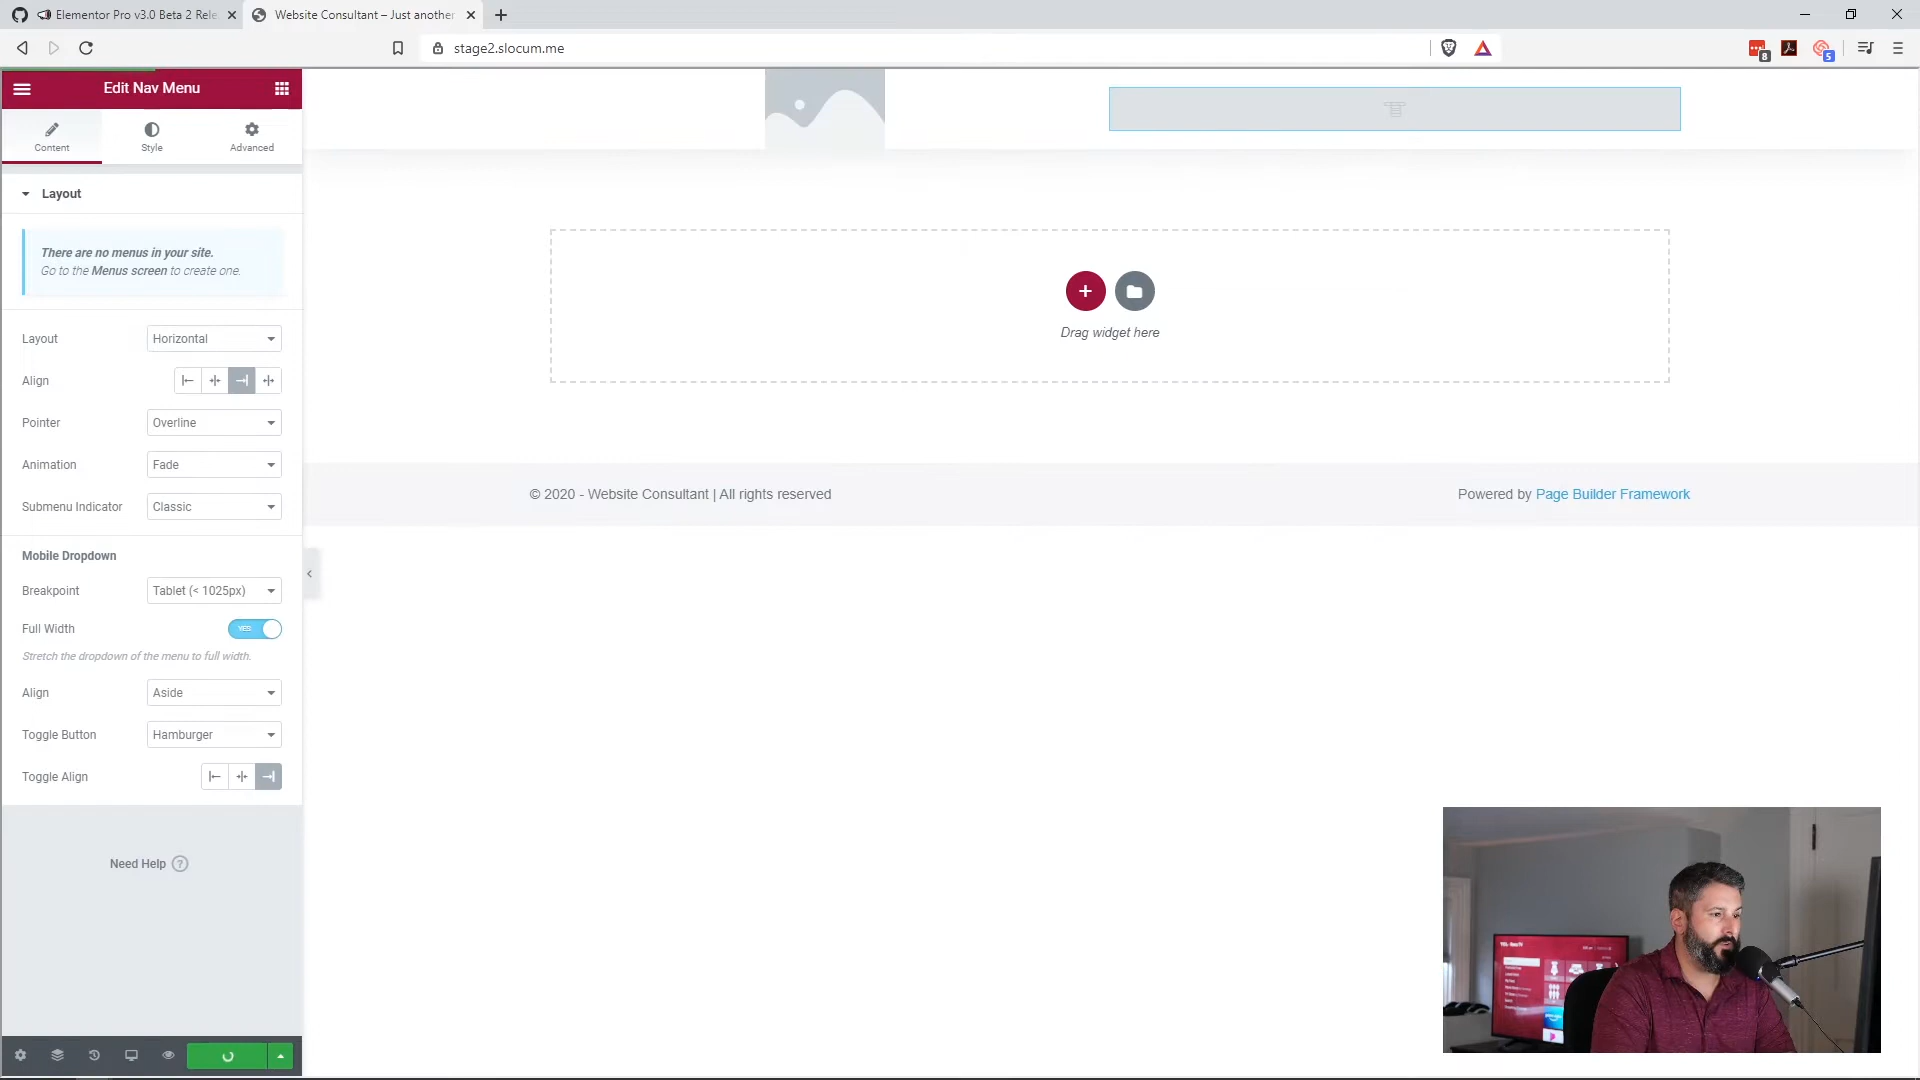 Elementor Pro v3.0 Beta 2 Rele
Website Consultant – Just another
stage2.slocum.me
8
5
Edit Nav Menu
Content
Style
Advanced
Layout
There are no menus in your site.
Go to the Menus screen to create one.
Layout
Horizontal
Align
Pointer
Overline
Animation
Fade
Submenu Indicator
Classic
Mobile Dropdown
Breakpoint
Tablet (< 1025px)
Full Width
YES
Stretch the dropdown of the menu to full width.
Align
Aside
Toggle Button
Hamburger
Toggle Align
Need Help ?
Drag widget here
© 2020 - Website Consultant | All rights reserved
Powered by Page Builder Framework